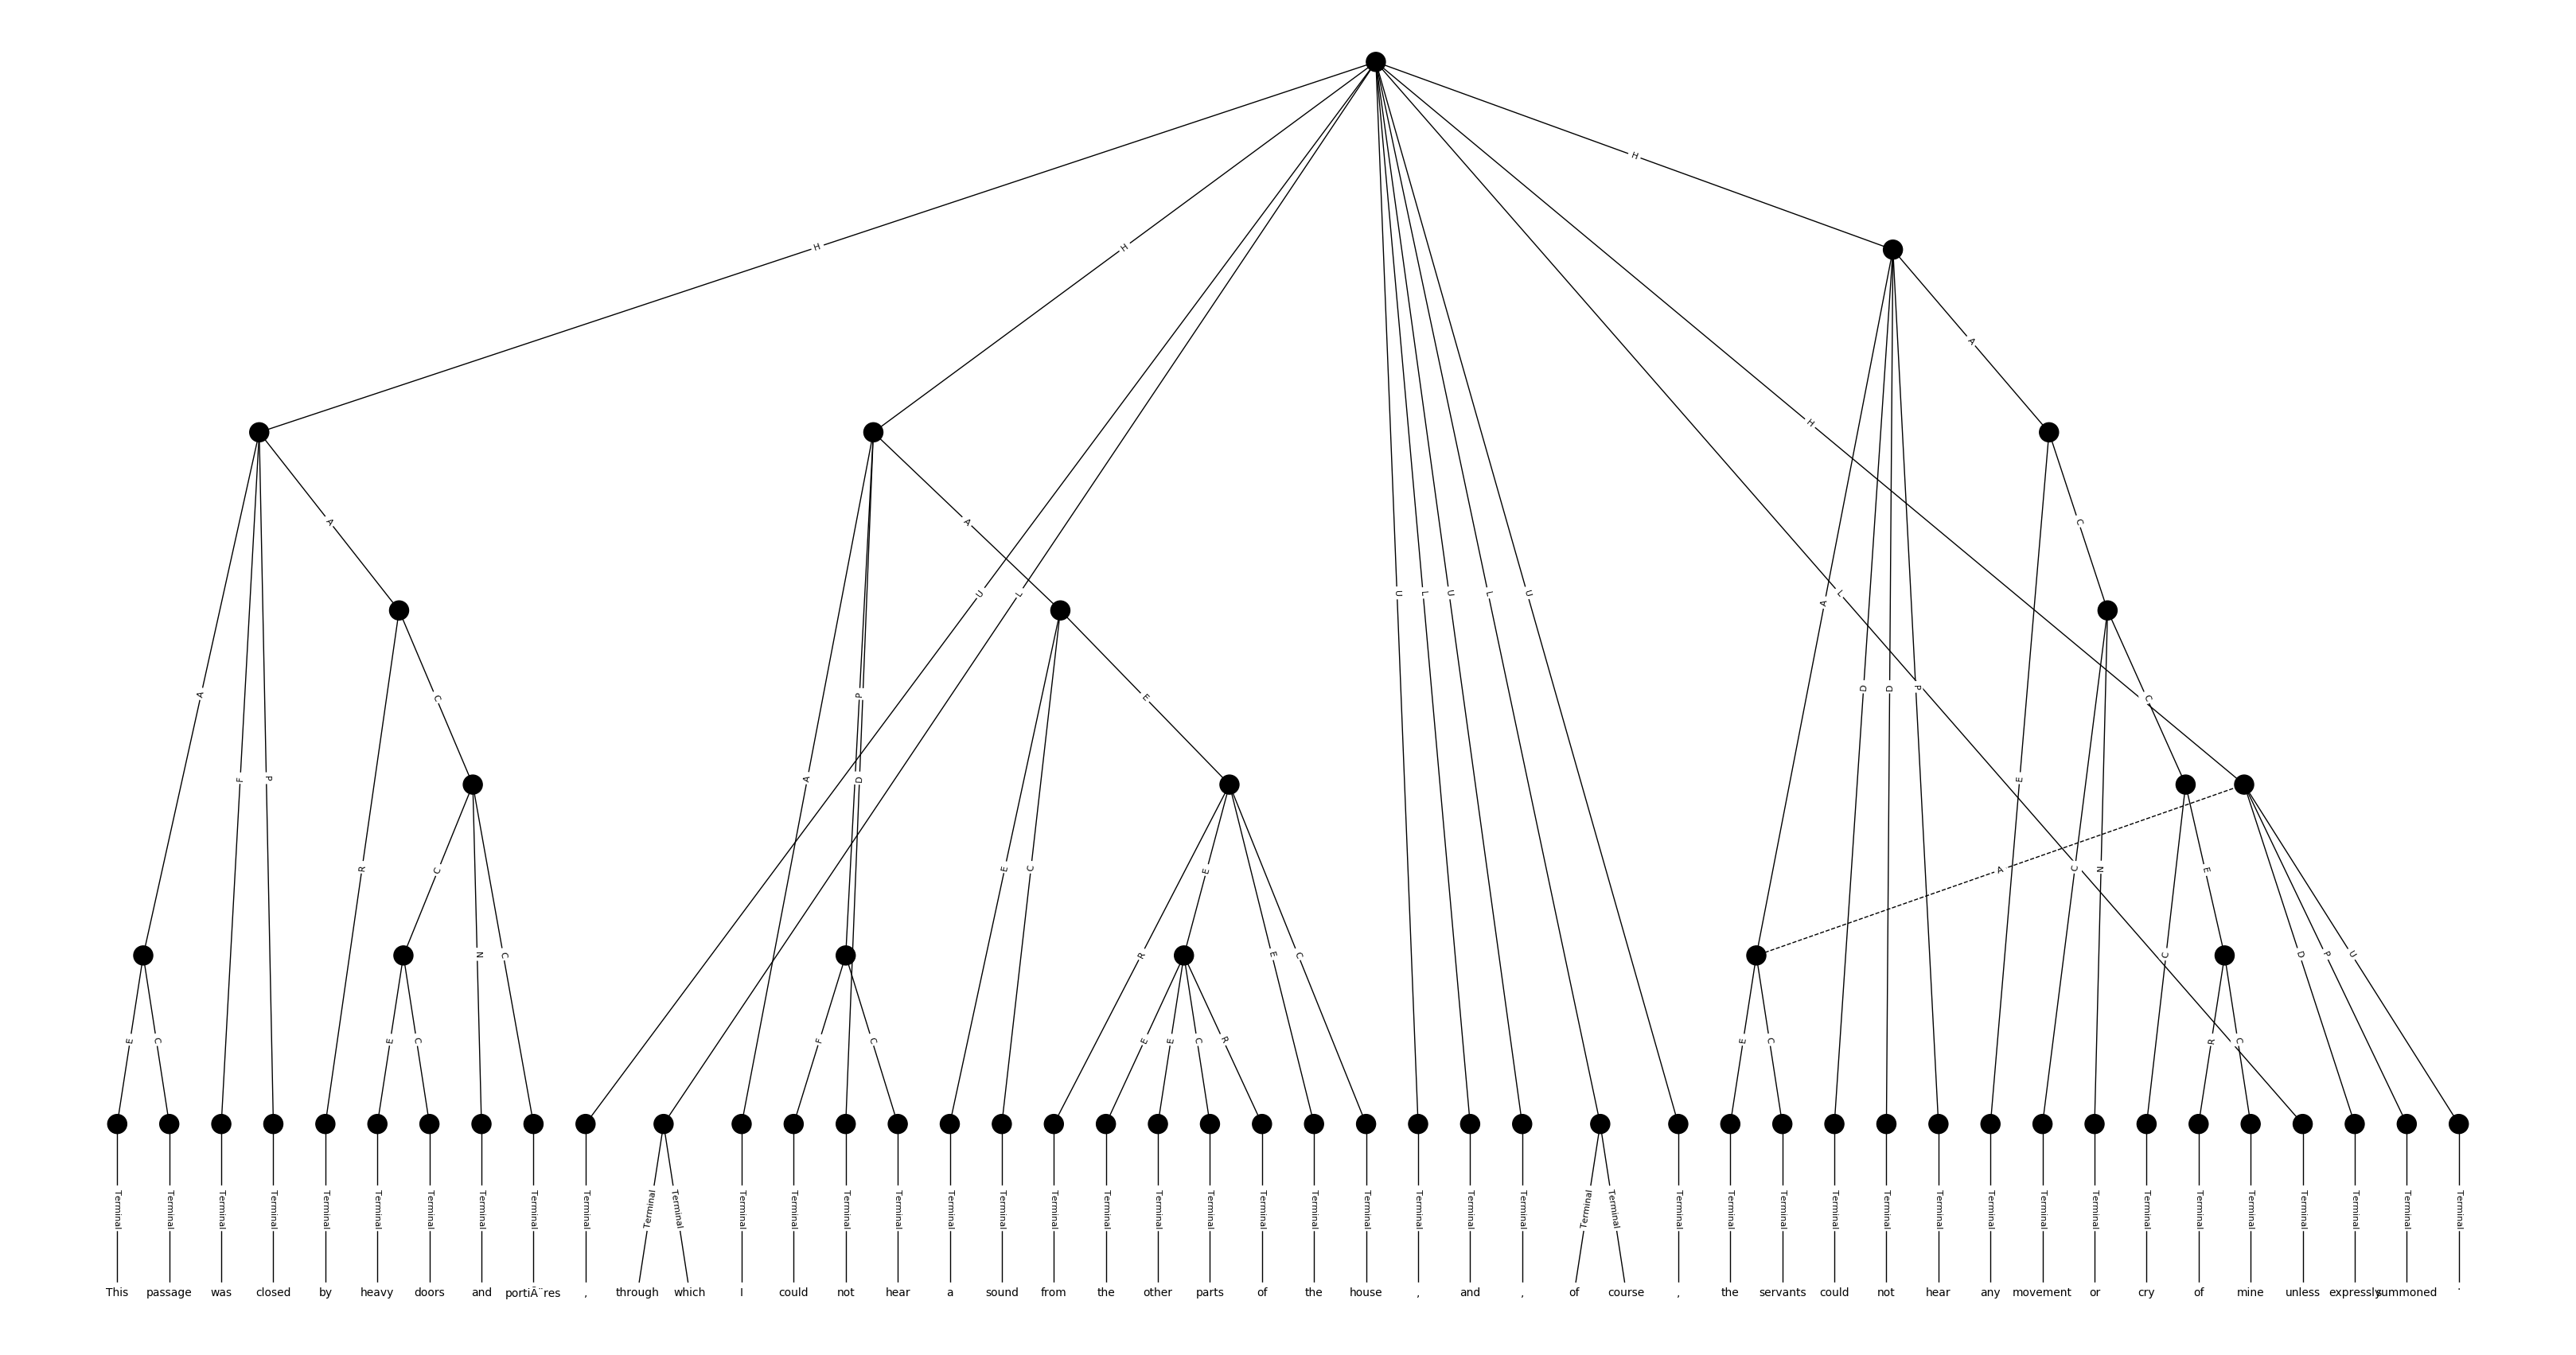 H H H
A
A C
U L A E U L U L U H L A D D P E C
A F P R C C N C A P D E C R E E C C N C E A
E C E C F C E E C R E C R C D P U
Terminal Terminal Terminal Terminal Terminal Terminal Terminal Terminal Terminal Terminal Terminal Terminal Terminal Terminal Terminal Terminal Terminal Terminal Terminal Terminal Terminal Terminal Terminal Terminal Terminal Terminal Terminal Terminal Terminal Terminal Terminal Terminal Terminal Terminal Terminal Terminal Terminal Terminal Terminal Terminal Terminal Terminal Terminal Terminal Terminal Terminal
This passage was closed by heavy doors and portiÃ¨res , through which I could not hear a sound from the other parts of the house , and , of course , the servants could not hear any movement or cry of mine unless expressly summoned .